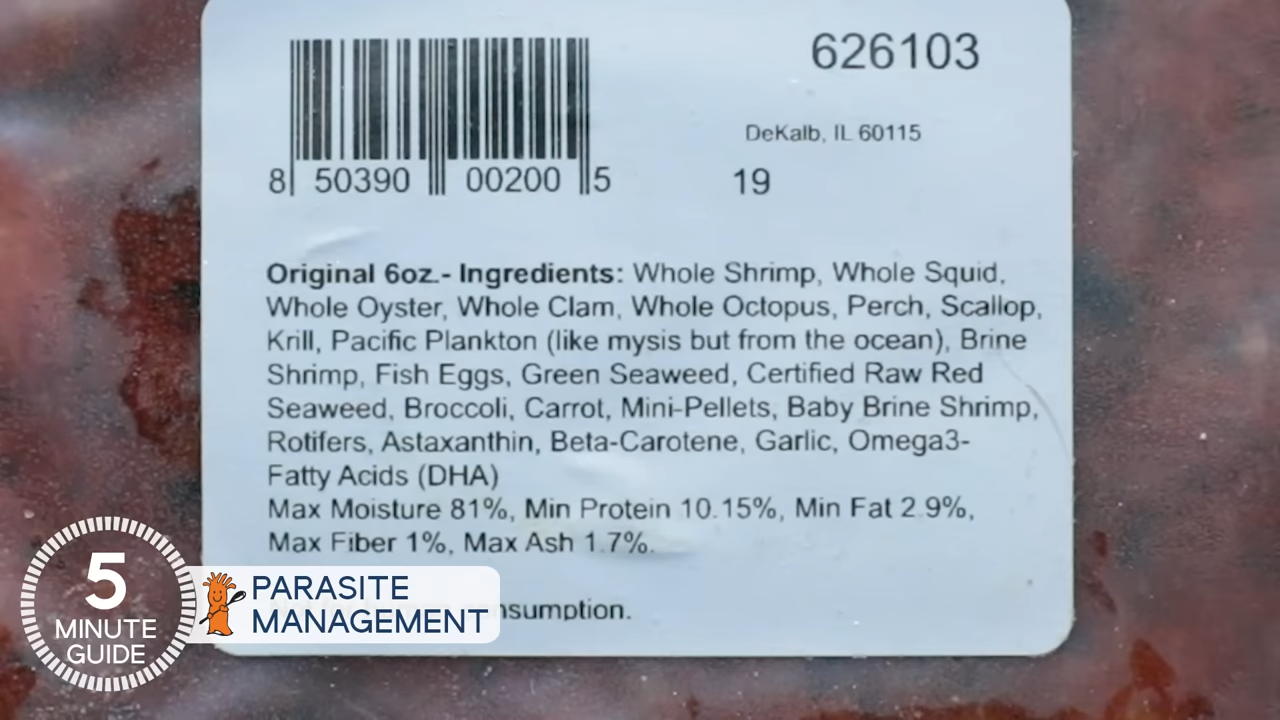 626103
DeKalb, IL 60115
8 50390 00200 5
19
Original 6oz.- Ingredients: Whole Shrimp, Whole Squid,
Whole Oyster, Whole Clam, Whole Octopus, Perch, Scallop,
Krill, Pacific Plankton (like mysis but from the ocean), Brine
Shrimp, Fish Eggs, Green Seaweed, Certified Raw Red
Seaweed, Broccoli, Carrot, Mini-Pellets, Baby Brine Shrimp,
Rotifers, Astaxanthin, Beta-Carotene, Garlic, Omega3-
Fatty Acids (DHA)
Max Moisture 81%, Min Protein 10.15%, Min Fat 2.9%,
Max Fiber 1%, Max Ash 1.7%.
5
MINUTE
GUIDE
PARASITE
MANAGEMENT